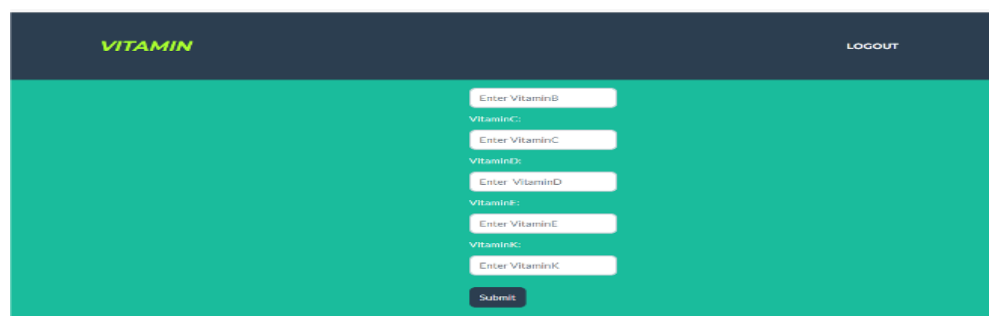 VITAMIN
LOGOUT
Enter VitaminB
VitaminC:
Enter VitaminC
VitaminD:
Enter VitaminD
VitaminE:
Enter VitaminE
VitaminK:
Enter VitaminK
Submit